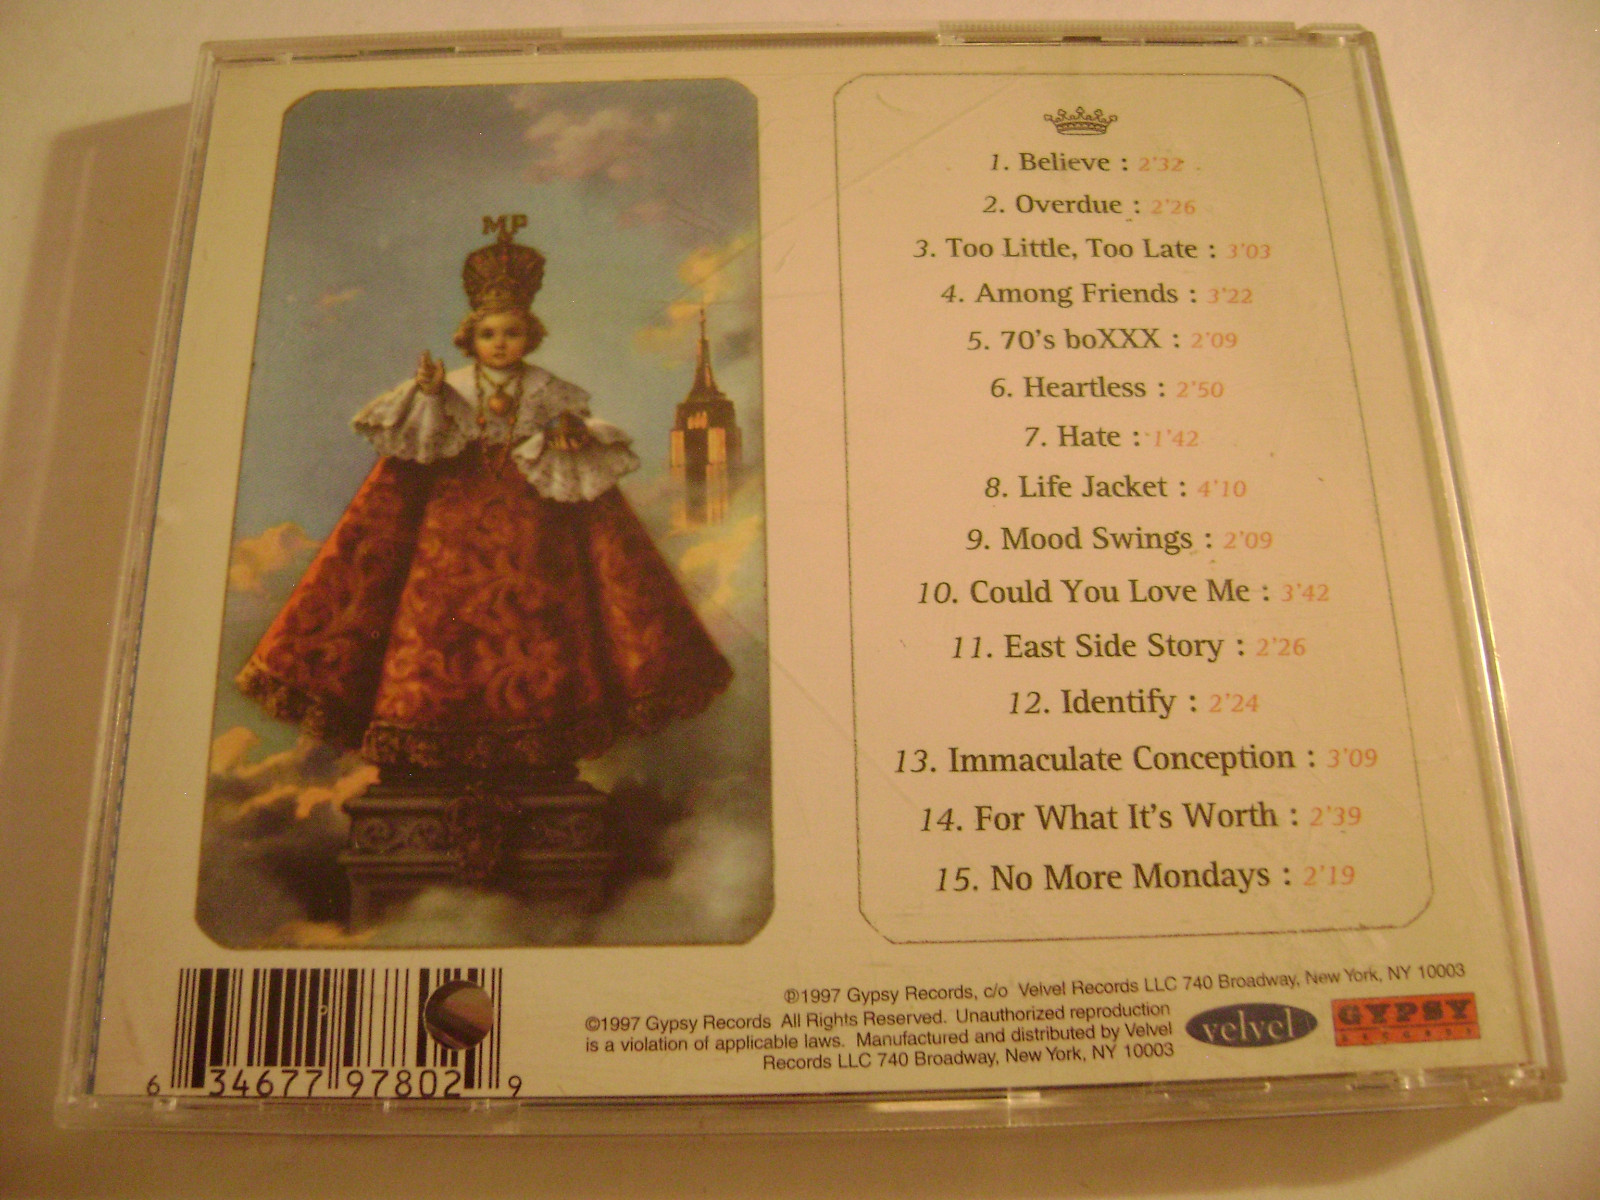 MP
1. Believe : 2'32
2. Overdue : 2'26
3. Too Little, Too Late : 3'03
4. Among Friends : 3'22
5. 70's boXXX : 2'09
6. Heartless : 2'50
7. Hate : 1'42
8. Life Jacket : 4'10
9. Mood Swings : 2'09
10. Could You Love Me : 3'42
11. East Side Story : 2'26
12. Identify : 2'24
13. Immaculate Conception : 3'09
14. For What It's Worth : 2'39
15. No More Mondays : 2'19
℗1997 Gypsy Records, c/o Velvel Records LLC 740 Broadway, New York, NY 10003
©1997 Gypsy Records All Rights Reserved. Unauthorized reproduction
is a violation of applicable laws. Manufactured and distributed by Velvel
Records LLC 740 Broadway, New York, NY 10003
velvel
GYPSY
RECORDS
6 34677 97802 9